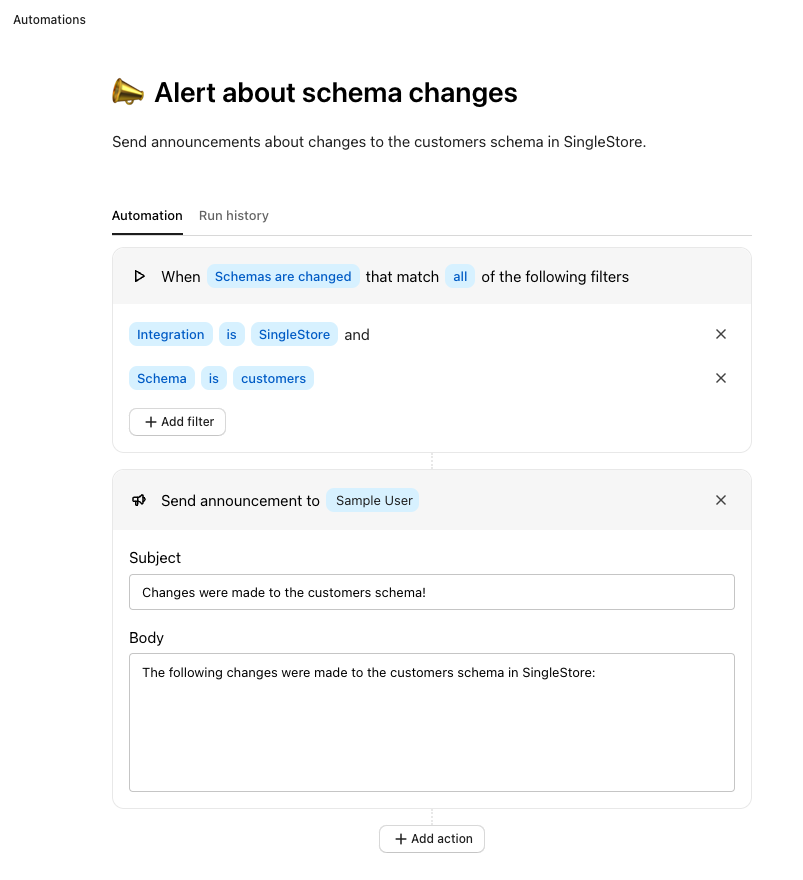 Automations
Alert about schema changes
Send announcements about changes to the customers schema in SingleStore.
Automation Run history
When Schemas are changed that match all of the following filters
Integration is SingleStore and
Schema is customers
Add filter
Send announcement to Sample User
Subject
Changes were made to the customers schema!
Body
The following changes were made to the customers schema in SingleStore:
Add action